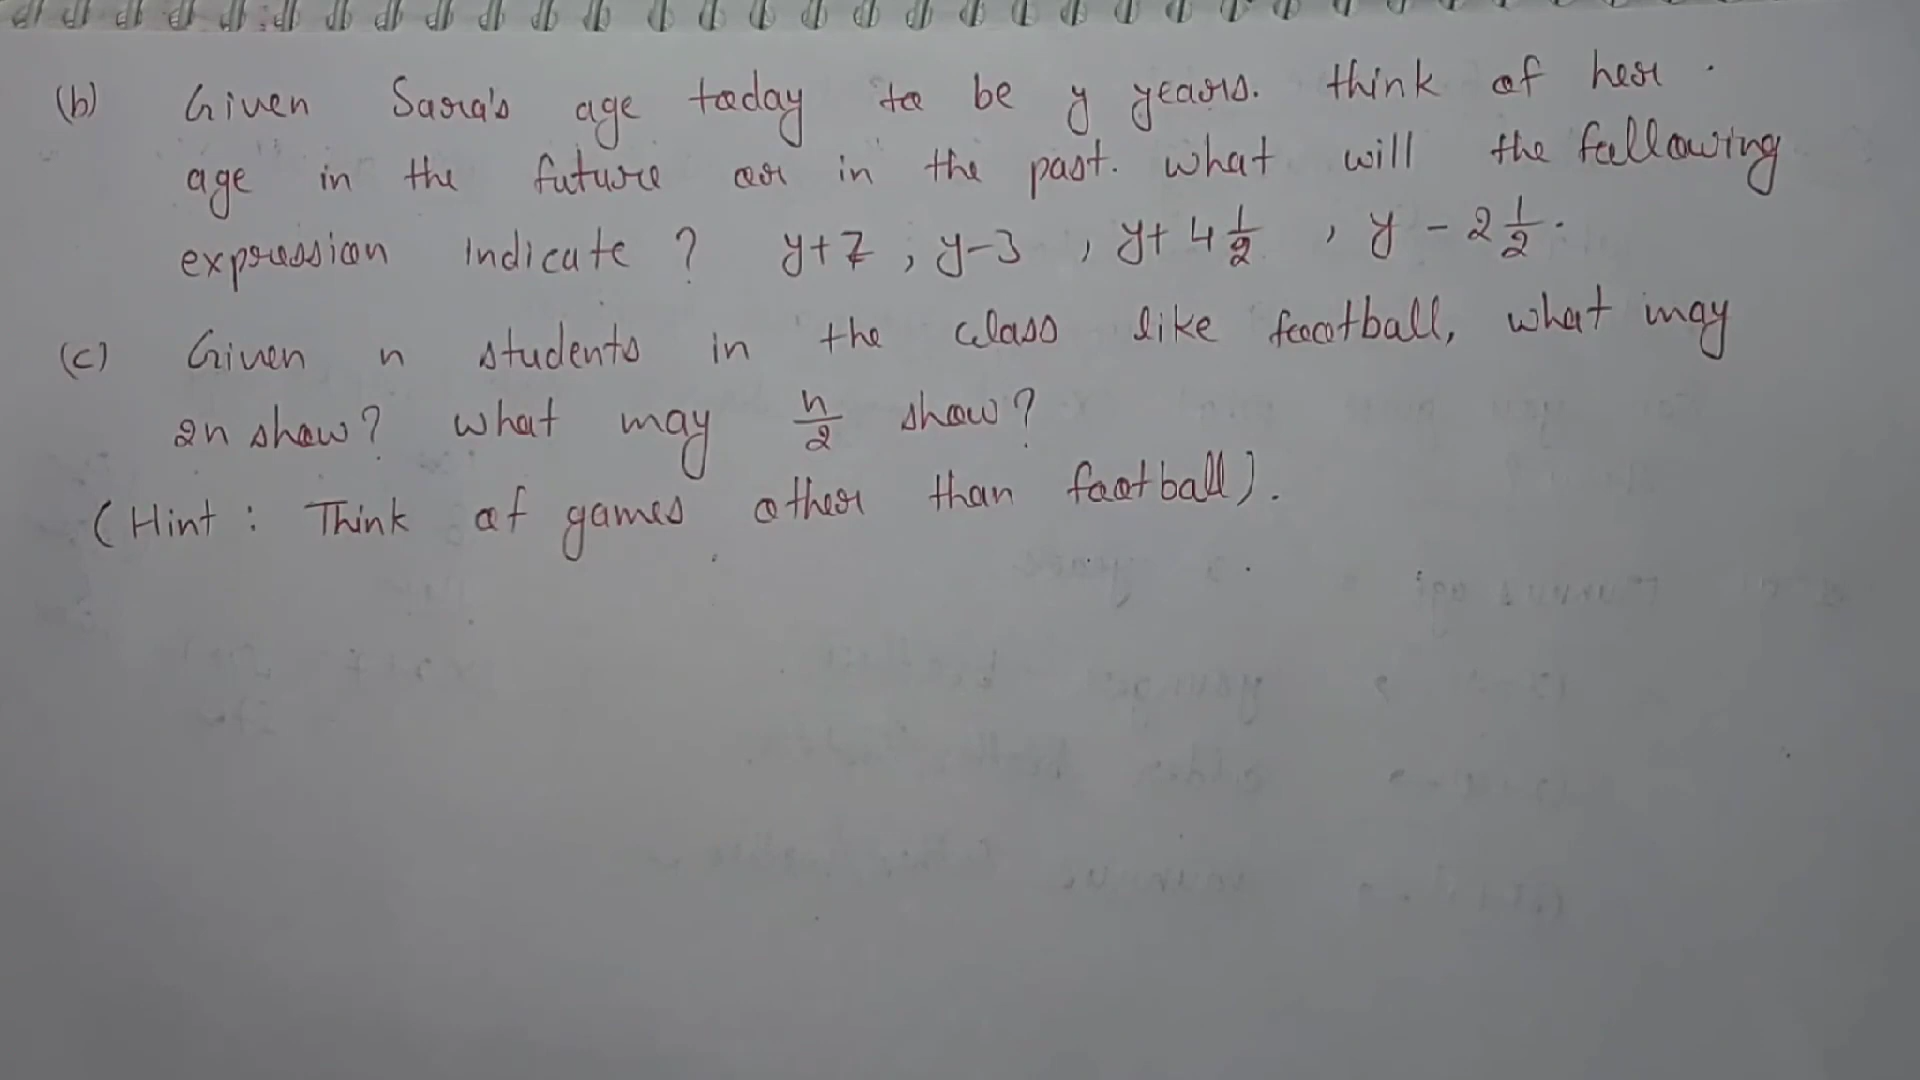 (b) Given Sara's age today to be y years. think of her
age in the future or in the past. what will the following
expression indicate ? y+7 , y-3 , y+ 4 1/2 , y - 2 1/2.
(c) Given n students in the class like football, what may
2n show? what may n/2 show?
(Hint : Think of games other than football).